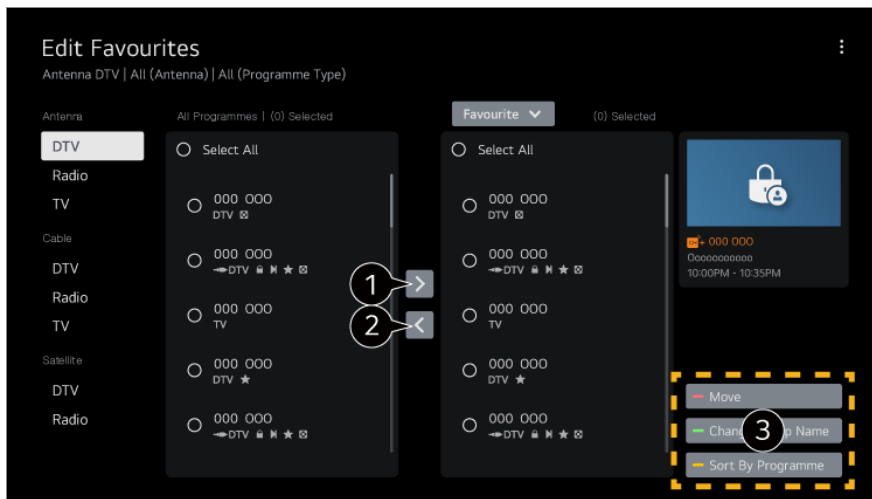 Edit Favourites
Antenna DTV | All (Antenna) | All (Programme Type)
Antenna
DTV
Radio
TV
Cable
DTV
Radio
TV
Satellite
DTV
Radio
All Programmes | (0) Selected
Select All
000 000
DTV
000 000
DTV
000 000
TV
000 000
DTV
000 000
DTV
1
2
Favourite
(0) Selected
Select All
000 000
DTV
000 000
DTV
000 000
TV
000 000
DTV
000 000
DTV
000 000
Ooooooooooo
10:00PM - 10:35PM
Move
3
Name
Sort By Programme